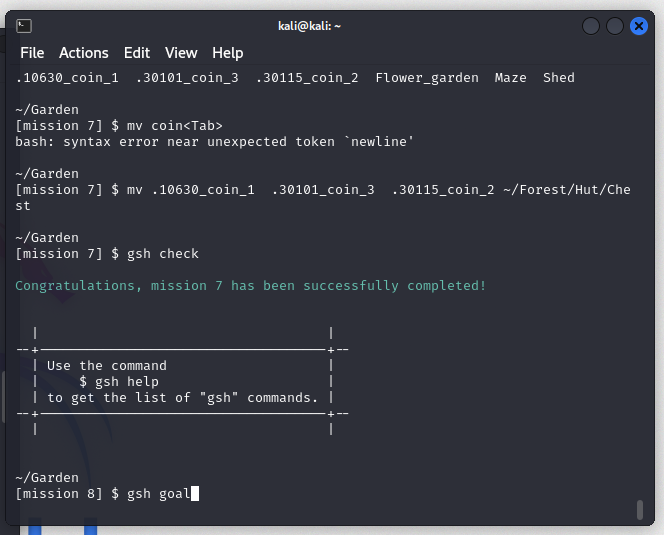 kali@kali: ~
File Actions Edit View Help
.10630_coin_1  .30101_coin_3  .30115_coin_2  Flower_garden  Maze  Shed
~/Garden
[mission 7] $ mv coin<Tab>
bash: syntax error near unexpected token `newline'
~/Garden
[mission 7] $ mv .10630_coin_1  .30101_coin_3  .30115_coin_2 ~/Forest/Hut/Che
st
~/Garden
[mission 7] $ gsh check
Congratulations, mission 7 has been successfully completed!
Use the command
$ gsh help
to get the list of "gsh" commands.
~/Garden
[mission 8] $ gsh goal